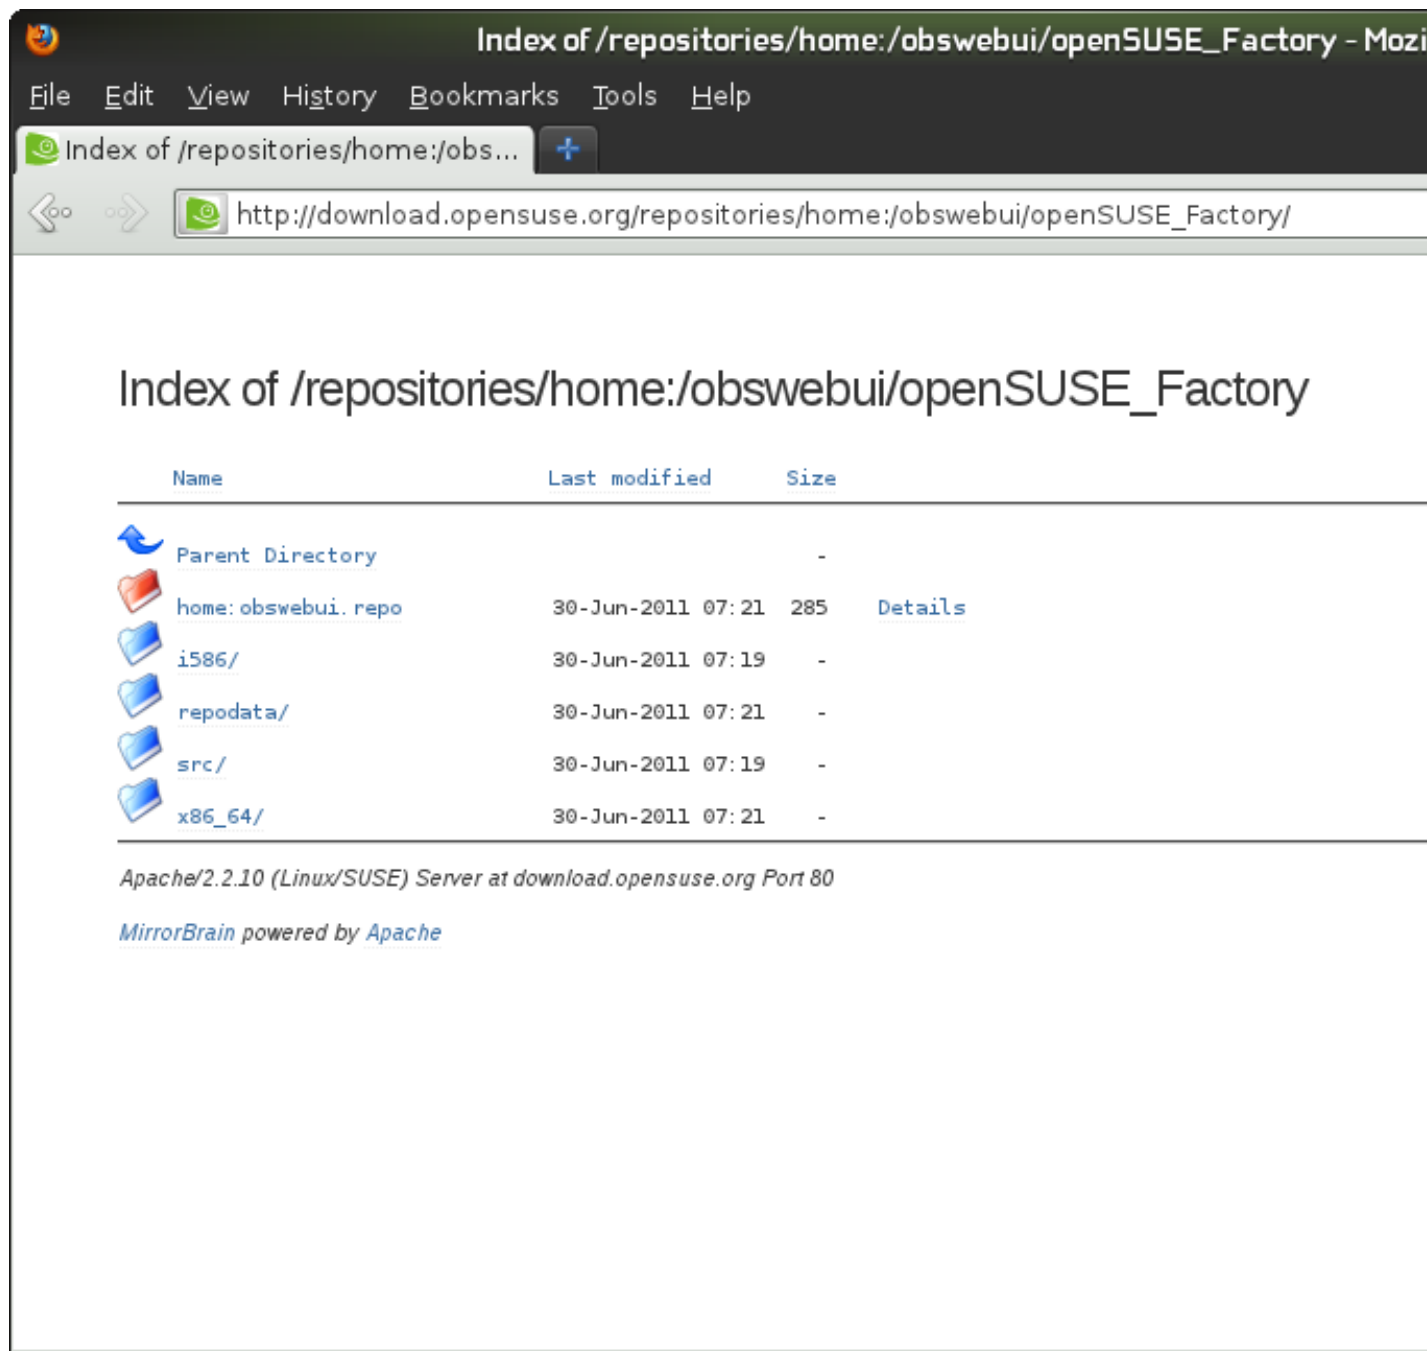 Index of /repositories/home:/obswebui/openSUSE_Factory - Mozi
File Edit View History Bookmarks Tools Help
Index of /repositories/home:/obs...
http://download.opensuse.org/repositories/home:/obswebui/openSUSE_Factory/
Index of /repositories/home:/obswebui/openSUSE_Factory
Name Last modified Size
Parent Directory -
home:obswebui.repo 30-Jun-2011 07:21 285 Details
i586/ 30-Jun-2011 07:19 -
repodata/ 30-Jun-2011 07:21 -
src/ 30-Jun-2011 07:19 -
x86_64/ 30-Jun-2011 07:21 -
Apache/2.2.10 (Linux/SUSE) Server at download.opensuse.org Port 80
MirrorBrain powered by Apache